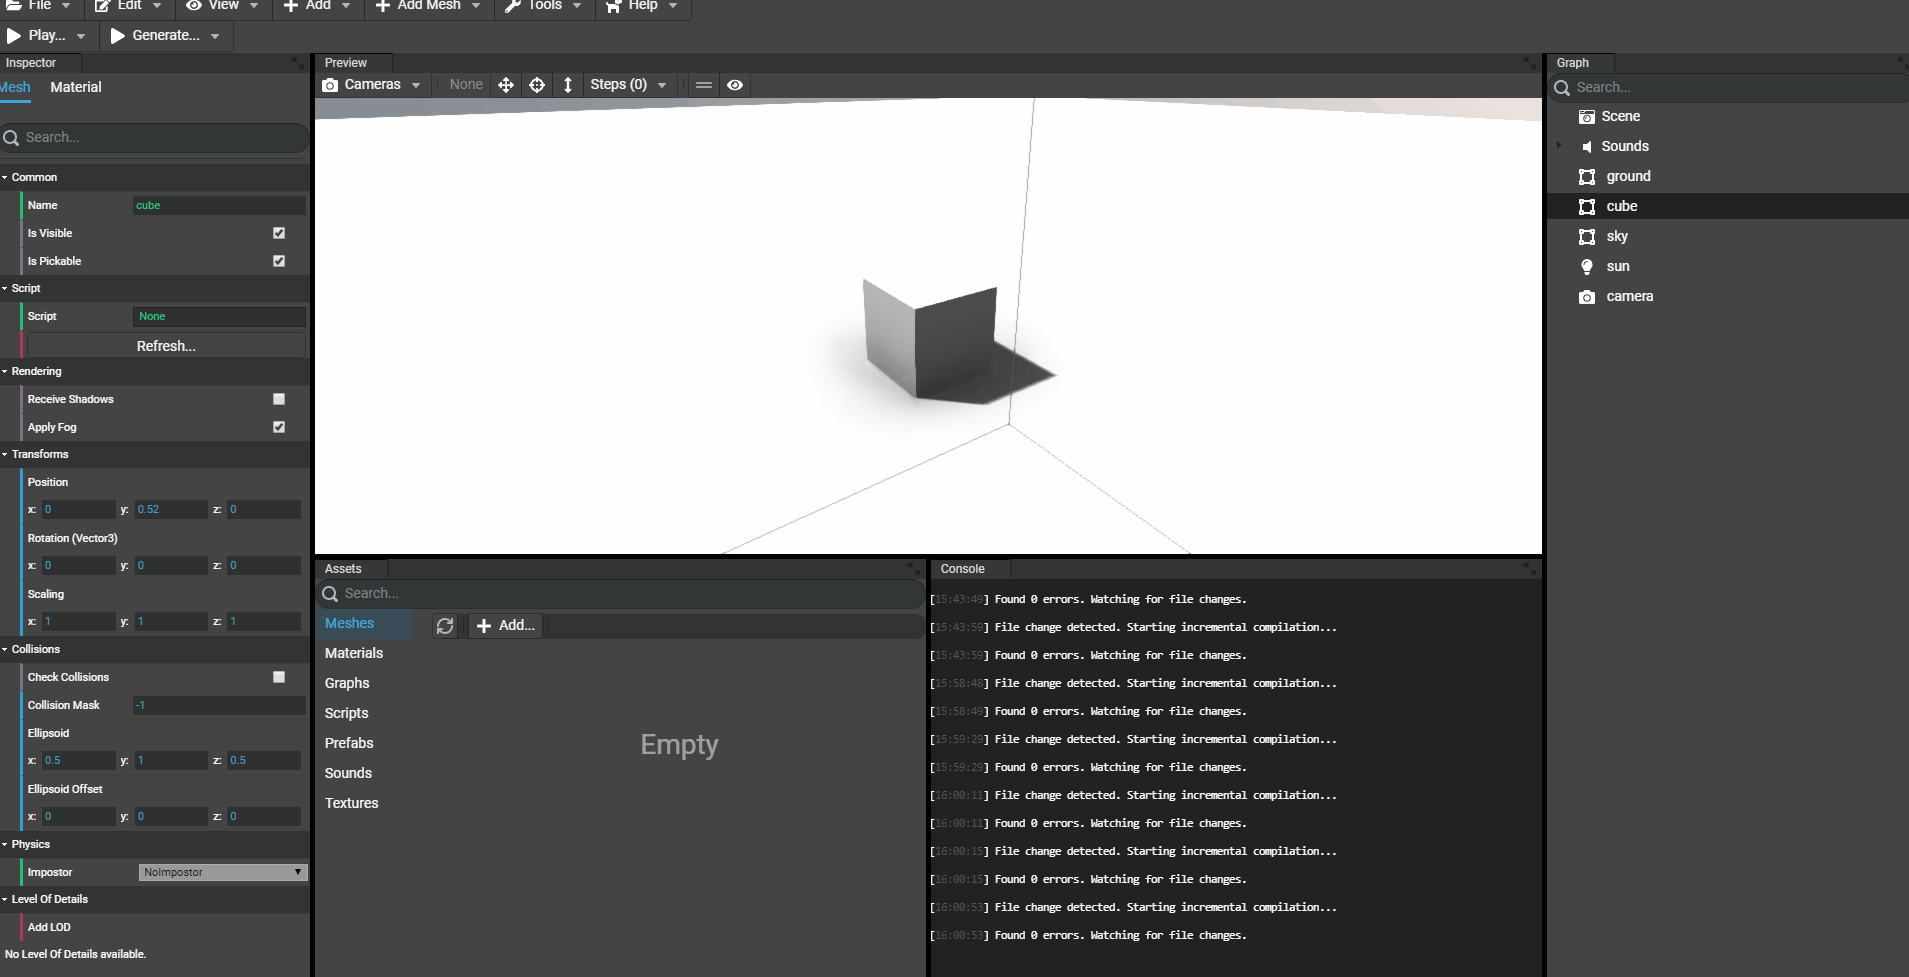 File Edit View Add Add Mesh Tools Help
Play... Generate...
Inspector
Mesh Material
Search...
Common
Name cube
Is Visible
Is Pickable
Script
Script None
Refresh...
Rendering
Receive Shadows
Apply Fog
Transforms
Position
x: 0 y: 0.52 z: 0
Rotation (Vector3)
x: 0 y: 0 z: 0
Scaling
x: 1 y: 1 z: 1
Collisions
Check Collisions
Collision Mask -1
Ellipsoid
x: 0.5 y: 1 z: 0.5
Ellipsoid Offset
x: 0 y: 0 z: 0
Physics
Impostor NoImpostor
Level Of Details
Add LOD
No Level Of Details available.
Preview
Cameras None Steps (0)
Assets
Search...
Meshes Add...
Materials
Graphs
Scripts
Prefabs
Sounds
Textures
Empty
Console
[15:43:49] Found 0 errors. Watching for file changes.
[15:43:59] File change detected. Starting incremental compilation...
[15:43:59] Found 0 errors. Watching for file changes.
[15:58:48] File change detected. Starting incremental compilation...
[15:58:49] Found 0 errors. Watching for file changes.
[15:59:29] File change detected. Starting incremental compilation...
[15:59:29] Found 0 errors. Watching for file changes.
[16:00:11] File change detected. Starting incremental compilation...
[16:00:11] Found 0 errors. Watching for file changes.
[16:00:15] File change detected. Starting incremental compilation...
[16:00:15] Found 0 errors. Watching for file changes.
[16:00:53] File change detected. Starting incremental compilation...
[16:00:53] Found 0 errors. Watching for file changes.
Graph
Search...
Scene
Sounds
ground
cube
sky
sun
camera